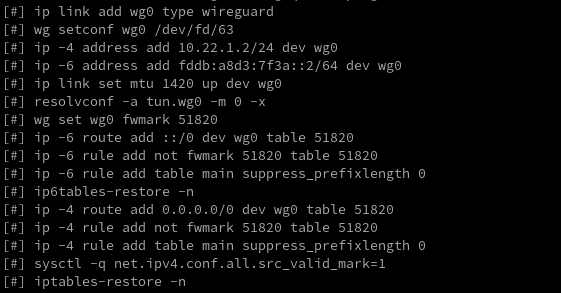 [#] ip link add wg0 type wireguard
[#] wg setconf wg0 /dev/fd/63
[#] ip -4 address add 10.22.1.2/24 dev wg0
[#] ip -6 address add fddb:a8d3:7f3a::2/64 dev wg0
[#] ip link set mtu 1420 up dev wg0
[#] resolvconf -a tun.wg0 -m 0 -x
[#] wg set wg0 fwmark 51820
[#] ip -6 route add ::/0 dev wg0 table 51820
[#] ip -6 rule add not fwmark 51820 table 51820
[#] ip -6 rule add table main suppress_prefixlength 0
[#] ip6tables-restore -n
[#] ip -4 route add 0.0.0.0/0 dev wg0 table 51820
[#] ip -4 rule add not fwmark 51820 table 51820
[#] ip -4 rule add table main suppress_prefixlength 0
[#] sysctl -q net.ipv4.conf.all.src_valid_mark=1
[#] iptables-restore -n